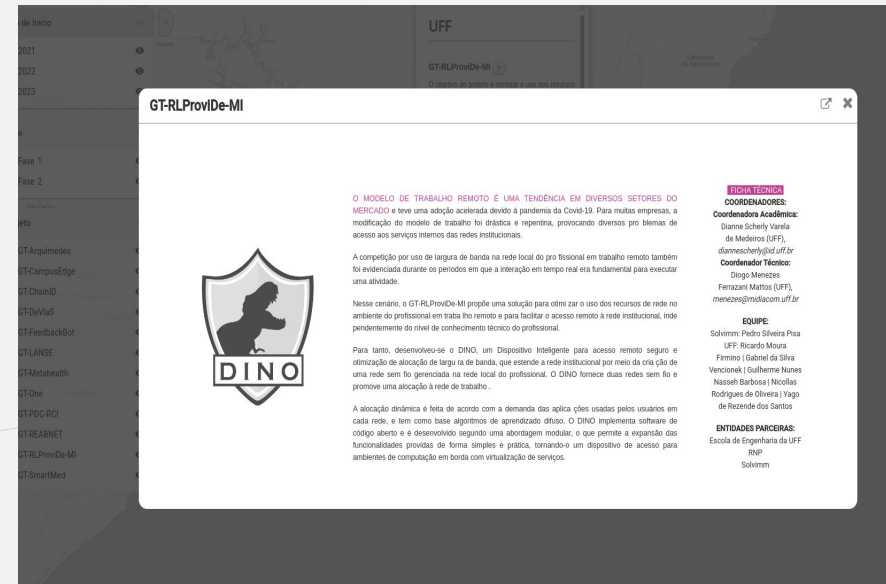 de Inicio
2021
2022
2023
Fase 1
Fase 2
GT-Arquimedes
GT-CampusEdge
GT-ChainID
GT-DeVIaS
GT-FeedbackBot
GT-LANSE
GT-Metahealth
GT-One
GT-PDC-RCI
GT-REABNET
GT-RLProviDe-MI
GT-SmartMed
UFF
GT-RLProviDe-MI
O objetivo do projeto é otimizar o uso dos recursos
GT-RLProviDe-MI
DINO
O MODELO DE TRABALHO REMOTO É UMA TENDÊNCIA EM DIVERSOS SETORES DO
MERCADO e teve uma adoção acelerada devido à pandemia da Covid-19. Para muitas empresas, a
modificação do modelo de trabalho foi drástica e repentina, provocando diversos pro blemas de
acesso aos serviços internos das redes institucionais.
A competição por uso de largura de banda na rede local do pro fissional em trabalho remoto também
foi evidenciada durante os períodos em que a interação em tempo real era fundamental para executar
uma atividade.
Nesse cenário, o GT-RLProviDe-MI propõe uma solução para otimi zar o uso dos recursos de rede no
ambiente do profissional em traba lho remoto e para facilitar o acesso remoto à rede institucional, inde
pendentemente do nível de conhecimento técnico do profissional.
Para tanto, desenvolveu-se o DINO, um Dispositivo Inteligente para acesso remoto seguro e
otimização de alocação de largu ra de banda, que estende a rede institucional por meio da cria ção de
uma rede sem fio gerenciada na rede local do profissional. O DINO fornece duas redes sem fio e
promove uma alocação à rede de trabalho .
A alocação dinâmica é feita de acordo com a demanda das aplica ções usadas pelos usuários em
cada rede, e tem como base algoritmos de aprendizado difuso. O DINO implementa software de
código aberto e é desenvolvido segundo uma abordagem modular, o que permite a expansão das
funcionalidades providas de forma simples e prática, tornando-o um dispositivo de acesso para
ambientes de computação em borda com virtualização de serviços.
FICHA TÉCNICA
COORDENADORES:
Coordenadora Acadêmica:
Dianne Scherly Varela
de Medeiros (UFF),
diannescherly@id.uff.br
Coordenador Técnico:
Diogo Menezes
Ferrazani Mattos (UFF),
menezes@midiacom.uff.br
EQUIPE:
Solvimm: Pedro Silveira Pisa
UFF: Ricardo Moura
Firmino | Gabriel da Silva
Vencionek | Guilherme Nunes
Nasseh Barbosa | Nicollas
Rodrigues de Oliveira | Yago
de Rezende dos Santos
ENTIDADES PARCEIRAS:
Escola de Engenharia da UFF
RNP
Solvimm